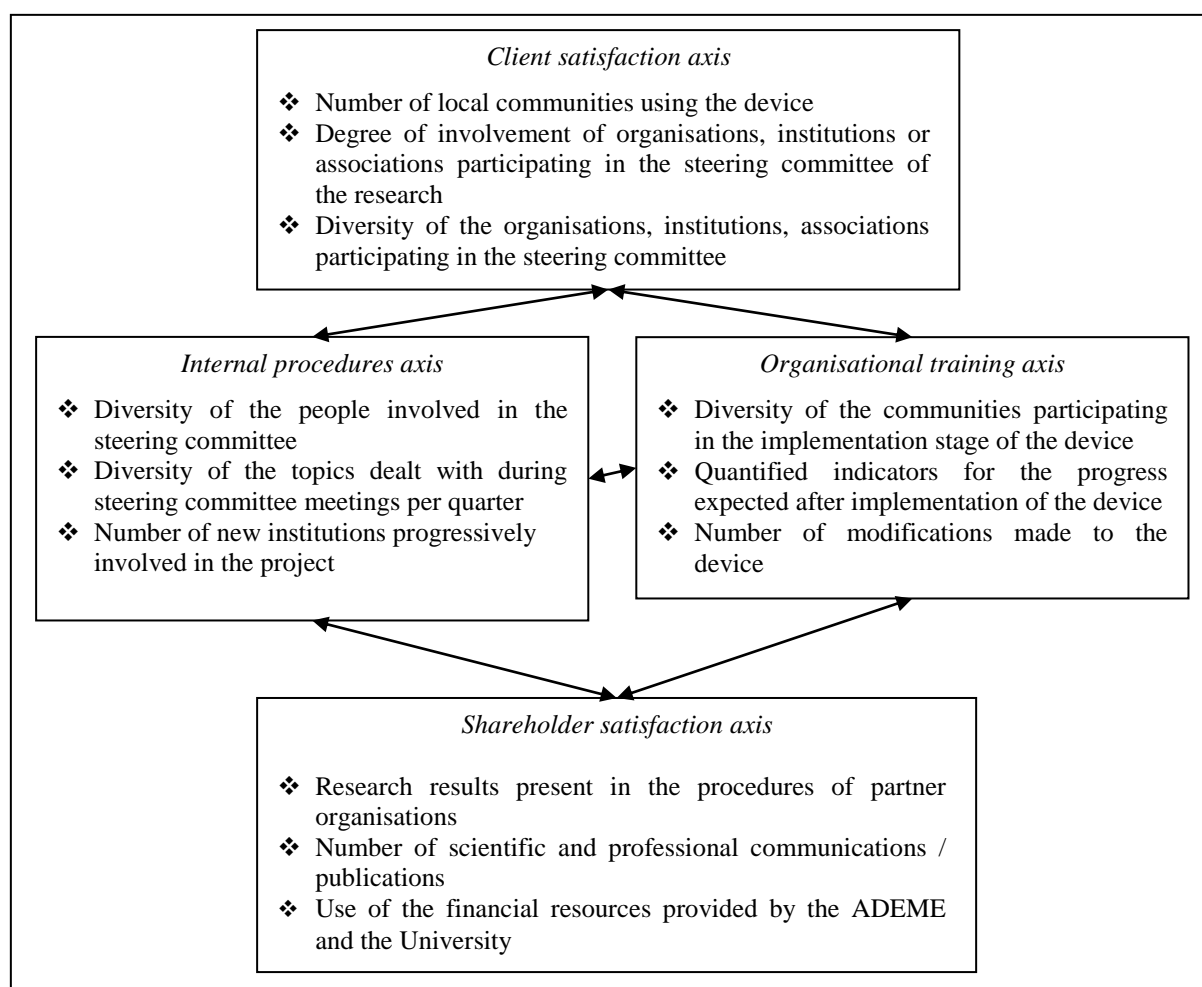 Client satisfaction axis
❖ Number of local communities using the device
❖ Degree of involvement of organisations, institutions or
associations participating in the steering committee of
the research
❖ Diversity of the organisations, institutions, associations
participating in the steering committee
Internal procedures axis
❖ Diversity of the people involved in the
steering committee
❖ Diversity of the topics dealt with during
steering committee meetings per quarter
❖ Number of new institutions progressively
involved in the project
Organisational training axis
❖ Diversity of the communities participating
in the implementation stage of the device
❖ Quantified indicators for the progress
expected after implementation of the device
❖ Number of modifications made to the
device
Shareholder satisfaction axis
❖ Research results present in the procedures of partner
organisations
❖ Number of scientific and professional communications /
publications
❖ Use of the financial resources provided by the ADEME
and the University